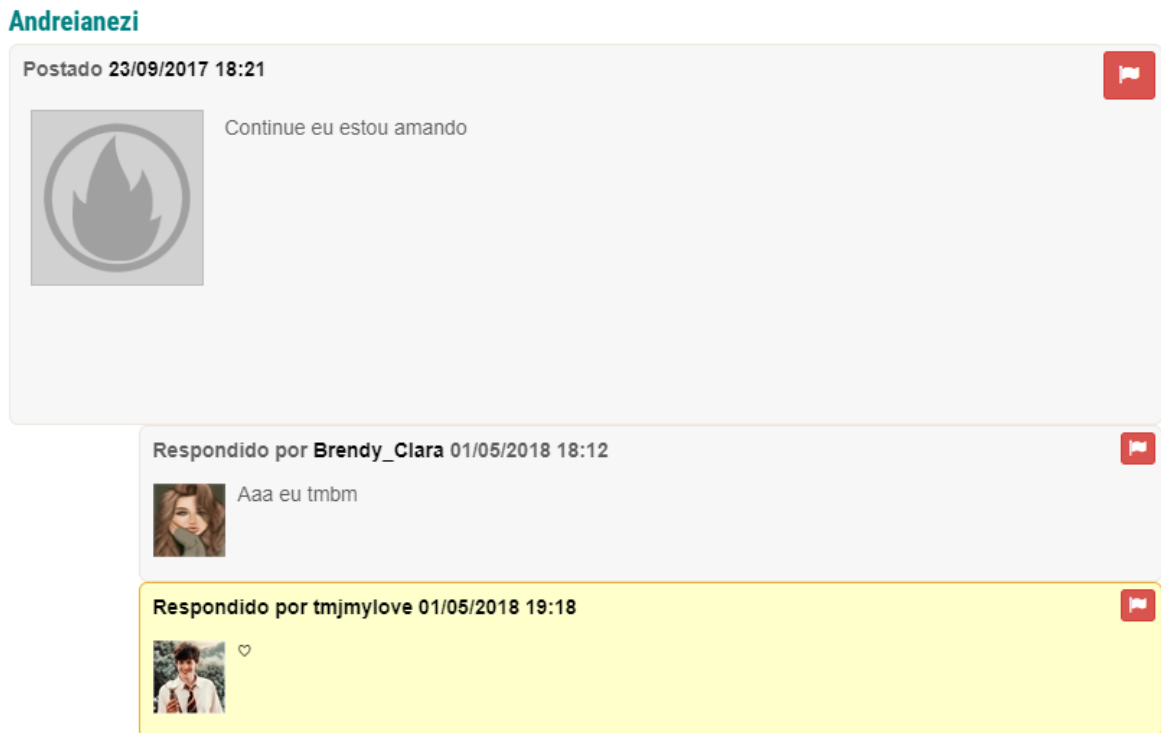 Andreianezi
Postado 23/09/2017 18:21
Continue eu estou amando
Respondido por Brendy_Clara 01/05/2018 18:12
Aaa eu tmbm
Respondido por tmjmylove 01/05/2018 19:18
♡